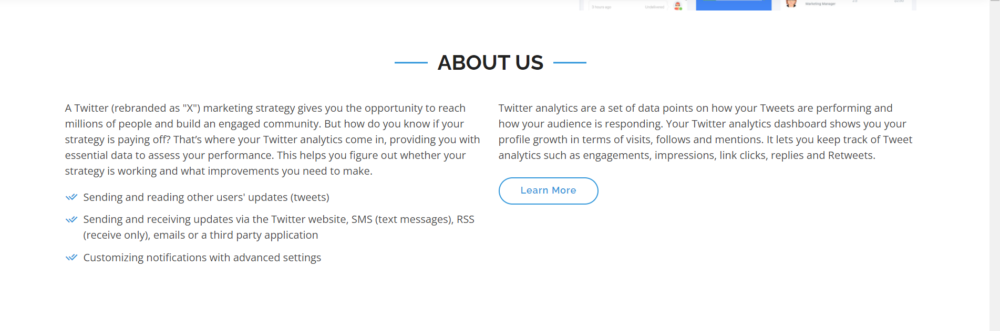 3 hours ago
Undelivered
Marketing Manager
ABOUT US
A Twitter (rebranded as "X") marketing strategy gives you the opportunity to reach
millions of people and build an engaged community. But how do you know if your
strategy is paying off? That’s where your Twitter analytics come in, providing you with
essential data to assess your performance. This helps you figure out whether your
strategy is working and what improvements you need to make.
Sending and reading other users' updates (tweets)
Sending and receiving updates via the Twitter website, SMS (text messages), RSS
(receive only), emails or a third party application
Customizing notifications with advanced settings
Twitter analytics are a set of data points on how your Tweets are performing and
how your audience is responding. Your Twitter analytics dashboard shows you your
profile growth in terms of visits, follows and mentions. It lets you keep track of Tweet
analytics such as engagements, impressions, link clicks, replies and Retweets.
Learn More